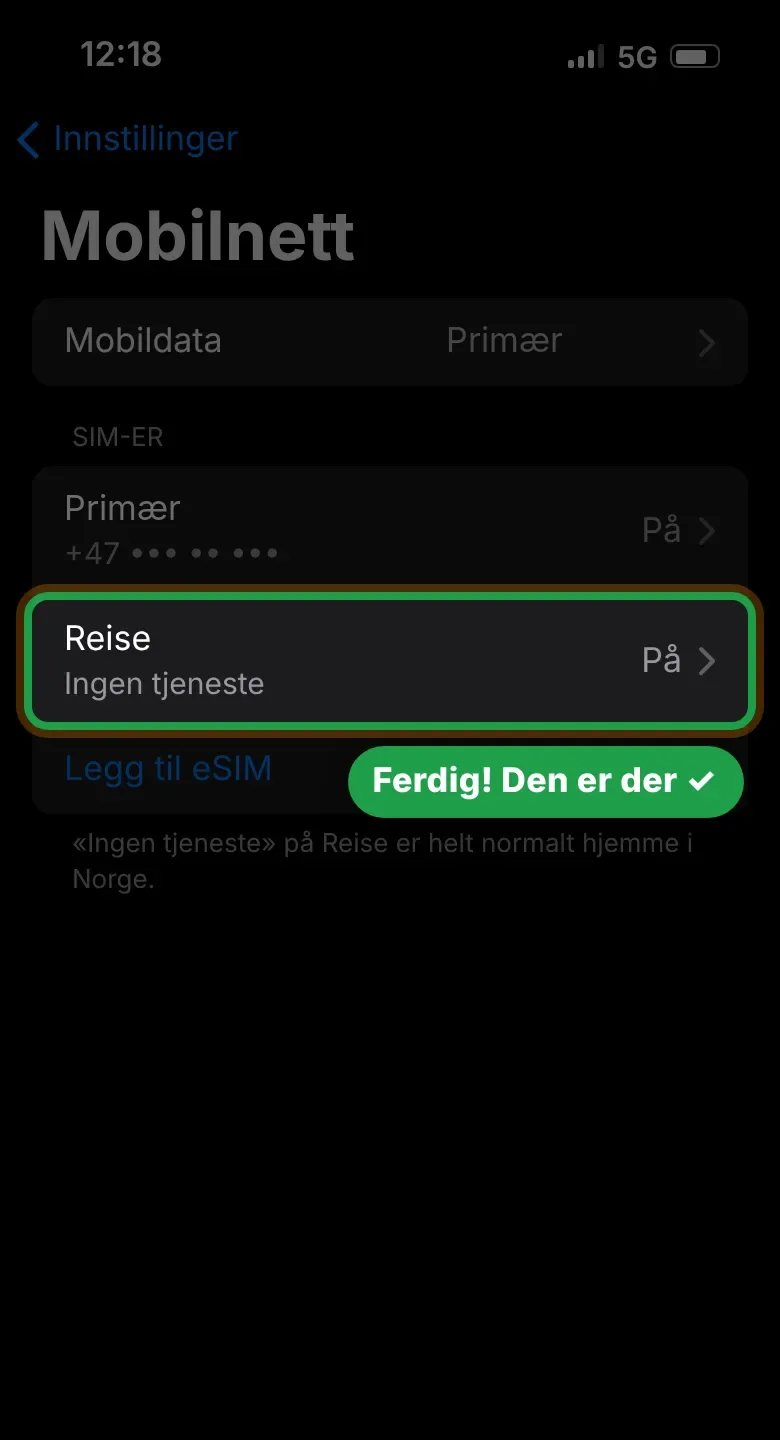 12:18 5G
Innstillinger
Mobilnett
Mobildata Primær
SIM-ER
Primær
På
+47 ••• •• •••
Reise
På
Ingen tjeneste
Legg til eSIM
Ferdig! Den er der ✓
«Ingen tjeneste» på Reise er helt normalt hjemme i
Norge.